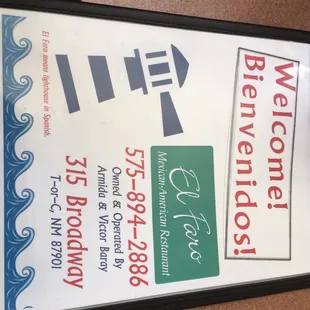 Welcome!
Bienvenidos!
El Faro
Mexican-American Restaurant
575-894-2886
Owned & Operated By
Armida & Victor Baray
315 Broadway
T-or-C, NM 87901
El Faro means lighthouse in Spanish.